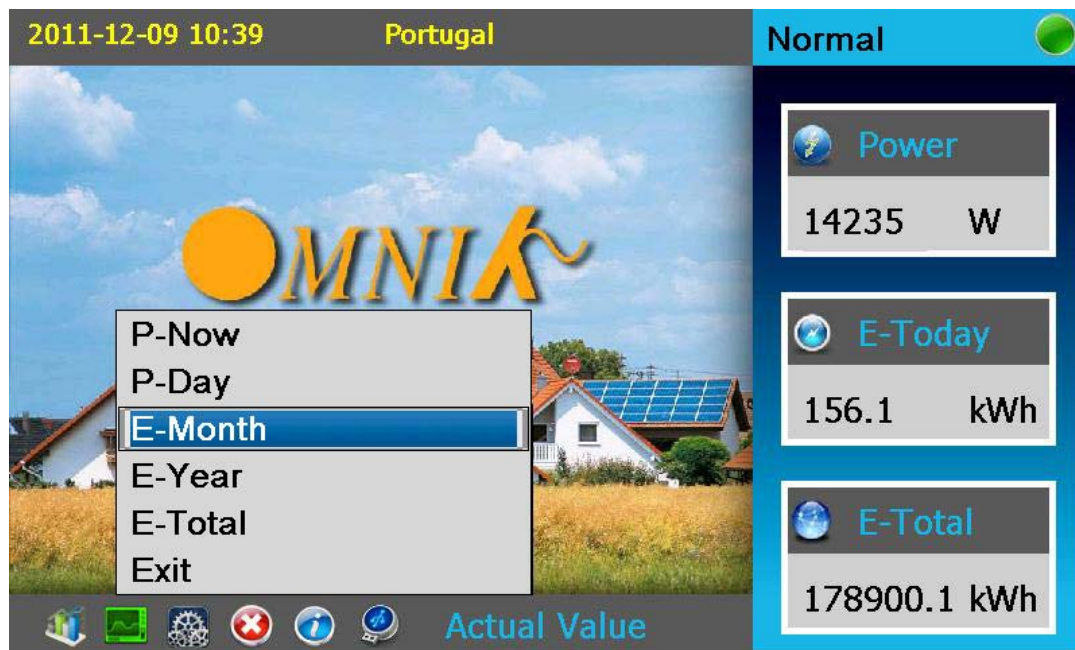 2011-12-09 10:39 Portugal
Normal
OMNIK
Power
14235 W
E-Today
156.1 kWh
E-Total
178900.1 kWh
P-Now
P-Day
E-Month
E-Year
E-Total
Exit
Actual Value